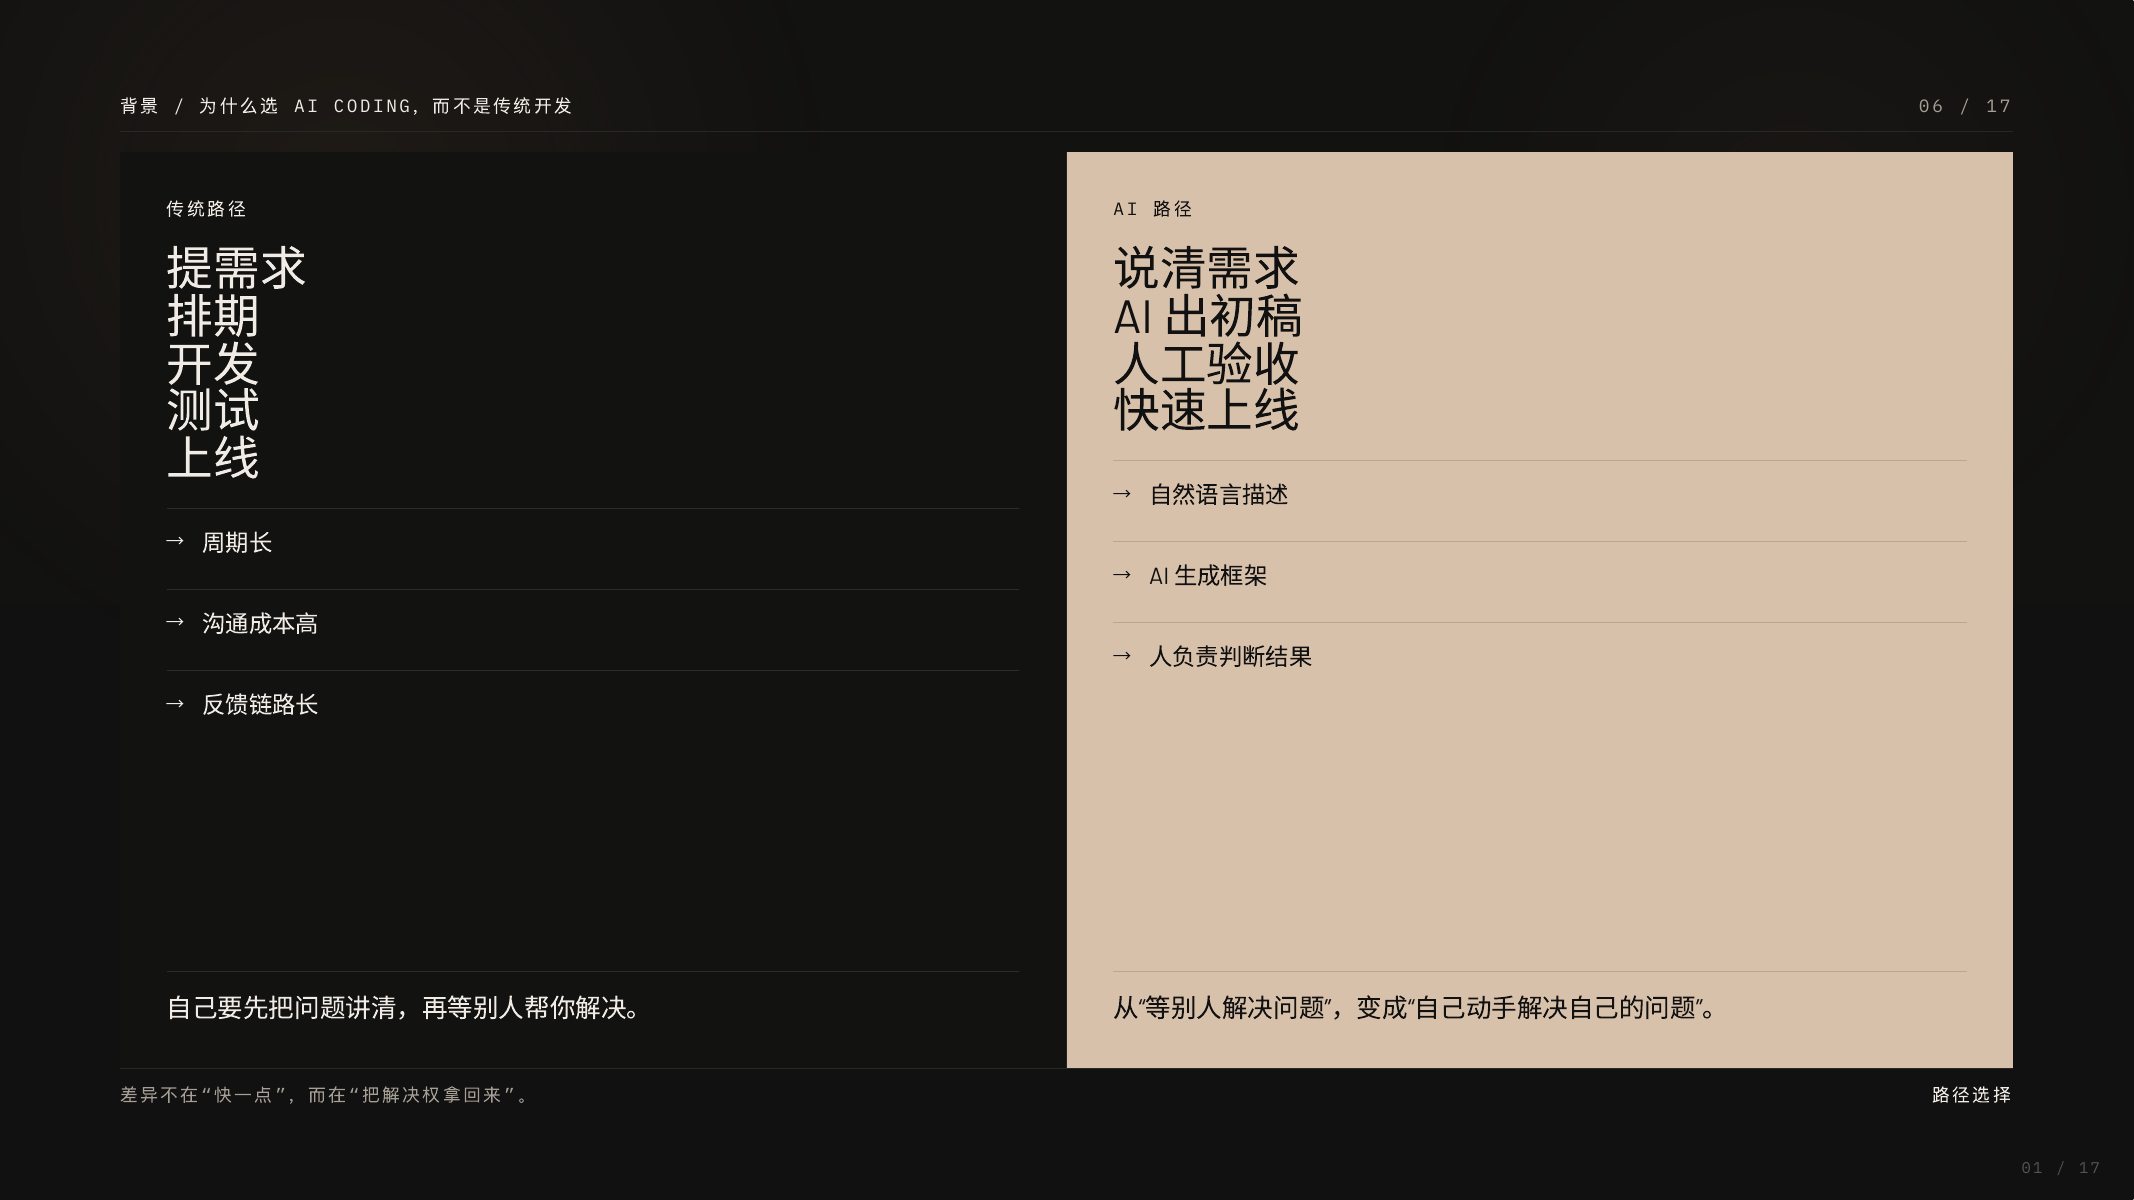 背景 / 为什么选 AI CODING，而不是传统开发
06 / 17
传统路径
提需求
排期
开发
测试
上线
→ 周期长
→ 沟通成本高
→ 反馈链路长
自己要先把问题讲清，再等别人帮你解决。
AI 路径
说清需求
AI 出初稿
人工验收
快速上线
→ 自然语言描述
→ AI 生成框架
→ 人负责判断结果
从“等别人解决问题”，变成“自己动手解决自己的问题”。
差异不在“快一点”，而在“把解决权拿回来”。
路径选择
01 / 17